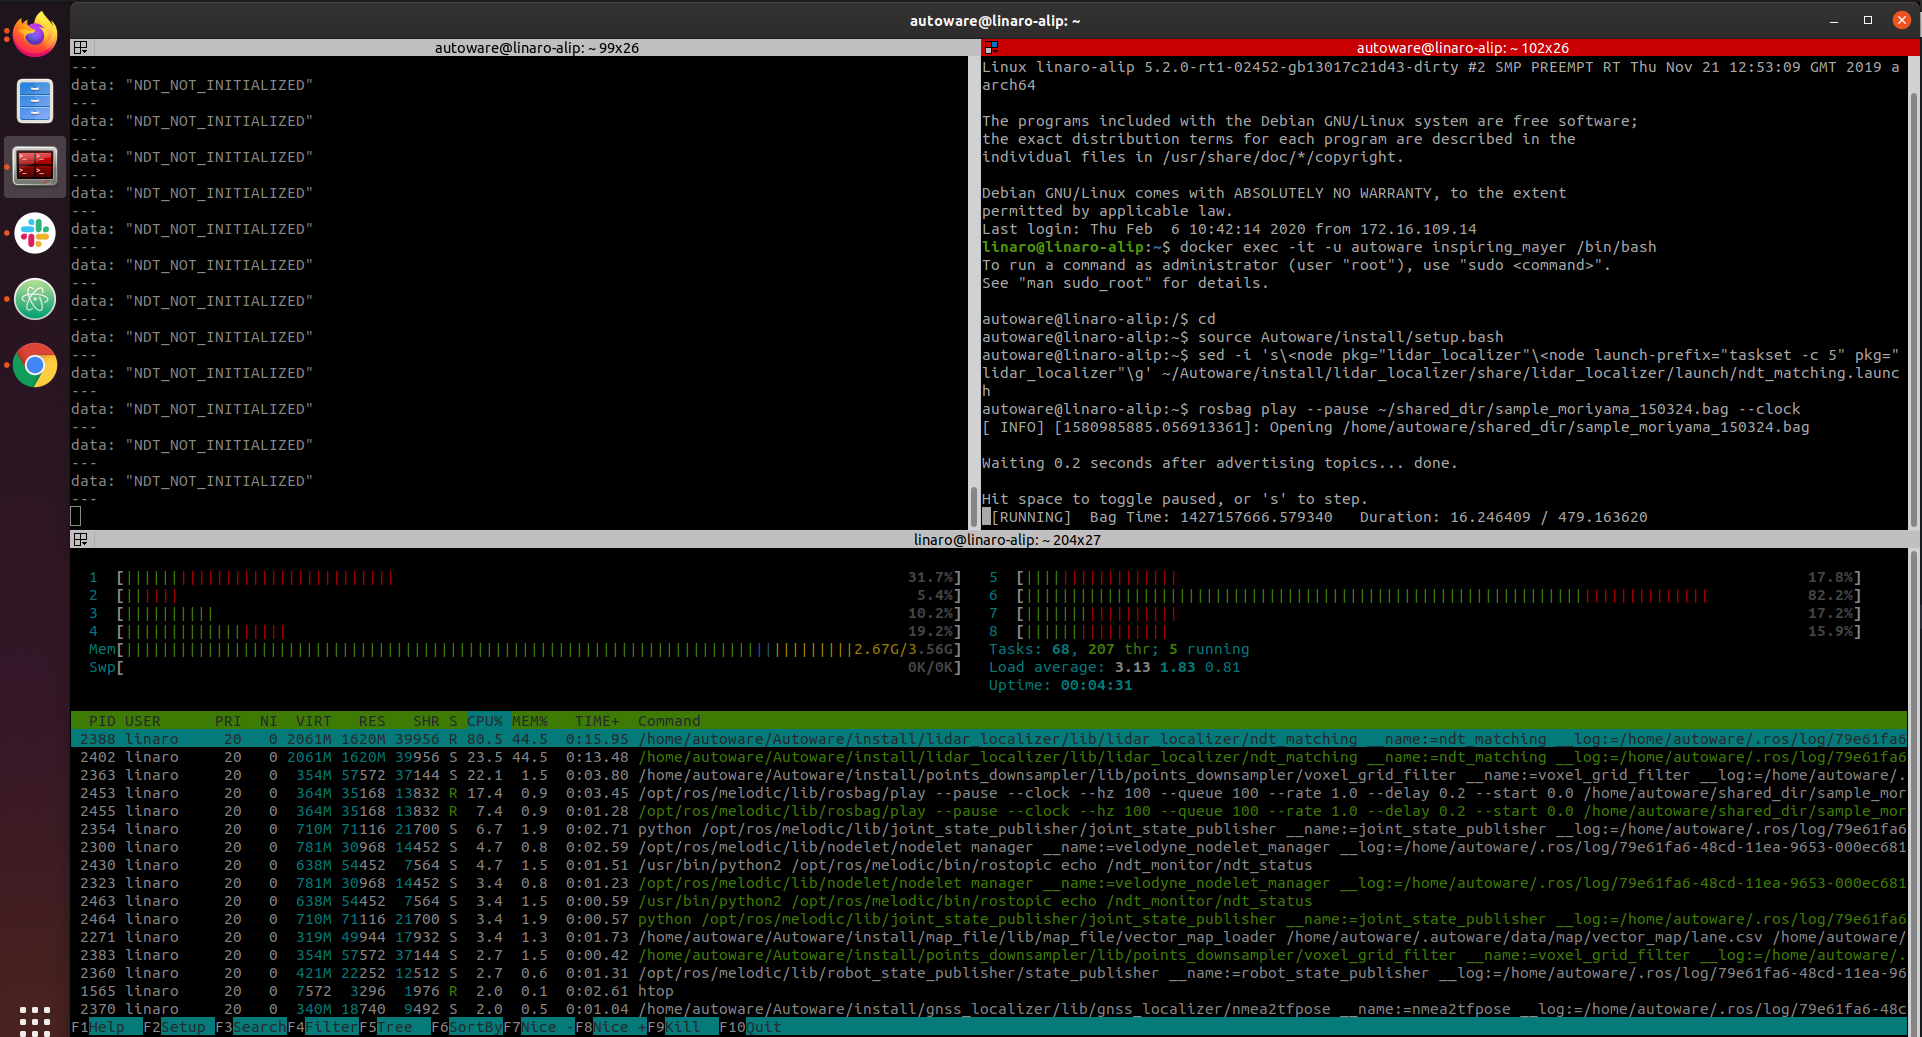 autoware@linaro-alip: ~
autoware@linaro-alip: ~ 99x26
---
data: "NDT_NOT_INITIALIZED"
---
data: "NDT_NOT_INITIALIZED"
---
data: "NDT_NOT_INITIALIZED"
---
data: "NDT_NOT_INITIALIZED"
---
data: "NDT_NOT_INITIALIZED"
---
data: "NDT_NOT_INITIALIZED"
---
data: "NDT_NOT_INITIALIZED"
---
data: "NDT_NOT_INITIALIZED"
---
data: "NDT_NOT_INITIALIZED"
---
data: "NDT_NOT_INITIALIZED"
---
data: "NDT_NOT_INITIALIZED"
---
data: "NDT_NOT_INITIALIZED"
---
autoware@linaro-alip: ~ 102x26
Linux linaro-alip 5.2.0-rt1-02452-gb13017c21d43-dirty #2 SMP PREEMPT RT Thu Nov 21 12:53:09 GMT 2019 a
arch64
The programs included with the Debian GNU/Linux system are free software;
the exact distribution terms for each program are described in the
individual files in /usr/share/doc/*/copyright.
Debian GNU/Linux comes with ABSOLUTELY NO WARRANTY, to the extent
permitted by applicable law.
Last login: Thu Feb  6 10:42:14 2020 from 172.16.109.14
linaro@linaro-alip:~$ docker exec -it -u autoware inspiring_mayer /bin/bash
To run a command as administrator (user "root"), use "sudo <command>".
See "man sudo_root" for details.
autoware@linaro-alip:/$ cd
autoware@linaro-alip:~$ source Autoware/install/setup.bash
autoware@linaro-alip:~$ sed -i 's\<node pkg="lidar_localizer"\<node launch-prefix="taskset -c 5" pkg="
lidar_localizer"\g' ~/Autoware/install/lidar_localizer/share/lidar_localizer/launch/ndt_matching.launc
h
autoware@linaro-alip:~$ rosbag play --pause ~/shared_dir/sample_moriyama_150324.bag --clock
[ INFO] [1580985885.056913361]: Opening /home/autoware/shared_dir/sample_moriyama_150324.bag
Waiting 0.2 seconds after advertising topics... done.
Hit space to toggle paused, or 's' to step.
[RUNNING]  Bag Time: 1427157666.579340   Duration: 16.246409 / 479.163620
linaro@linaro-alip: ~ 204x27
1 [||||||||||||||||||||||||||||||     31.7%]
2 [||||||     5.4%]
3 [||||||||||     10.2%]
4 [||||||||||||||||||     19.2%]
Mem[||||||||||||||||||||||||||||||||||||||||||||||||||||||||||||||||||||||||||||||||2.67G/3.56G]
Swp[     0K/0K]
5 [|||||||||||||||||     17.8%]
6 [||||||||||||||||||||||||||||||||||||||||||||||||||||||||||||||||||||||||||||     82.2%]
7 [|||||||||||||||||     17.2%]
8 [||||||||||||||||     15.9%]
Tasks: 68, 207 thr; 5 running
Load average: 3.13 1.83 0.81
Uptime: 00:04:31
PID USER PRI NI VIRT RES SHR S CPU% MEM% TIME+ Command
2388 linaro 20 0 2061M 1620M 39956 R 80.5 44.5 0:15.95 /home/autoware/Autoware/install/lidar_localizer/lib/lidar_localizer/ndt_matching __name:=ndt_matching __log:=/home/autoware/.ros/log/79e61fa6
2402 linaro 20 0 2061M 1620M 39956 S 23.5 44.5 0:13.48 /home/autoware/Autoware/install/lidar_localizer/lib/lidar_localizer/ndt_matching __name:=ndt_matching __log:=/home/autoware/.ros/log/79e61fa6
2363 linaro 20 0 354M 57572 37144 S 22.1 1.5 0:03.80 /home/autoware/Autoware/install/points_downsampler/lib/points_downsampler/voxel_grid_filter __name:=voxel_grid_filter __log:=/home/autoware/.
2453 linaro 20 0 364M 35168 13832 R 17.4 0.9 0:03.45 /opt/ros/melodic/lib/rosbag/play --pause --clock --hz 100 --queue 100 --rate 1.0 --delay 0.2 --start 0.0 /home/autoware/shared_dir/sample_mor
2455 linaro 20 0 364M 35168 13832 R 7.4 0.9 0:01.28 /opt/ros/melodic/lib/rosbag/play --pause --clock --hz 100 --queue 100 --rate 1.0 --delay 0.2 --start 0.0 /home/autoware/shared_dir/sample_mor
2354 linaro 20 0 710M 71116 21700 S 6.7 1.9 0:02.71 python /opt/ros/melodic/lib/joint_state_publisher/joint_state_publisher __name:=joint_state_publisher __log:=/home/autoware/.ros/log/79e61fa6
2300 linaro 20 0 781M 30968 14452 S 4.7 0.8 0:02.59 /opt/ros/melodic/lib/nodelet/nodelet manager __name:=velodyne_nodelet_manager __log:=/home/autoware/.ros/log/79e61fa6-48cd-11ea-9653-000ec681
2430 linaro 20 0 638M 54452 7564 S 4.7 1.5 0:01.51 /usr/bin/python2 /opt/ros/melodic/bin/rostopic echo /ndt_monitor/ndt_status
2323 linaro 20 0 781M 30968 14452 S 3.4 0.8 0:01.23 /opt/ros/melodic/lib/nodelet/nodelet manager __name:=velodyne_nodelet_manager __log:=/home/autoware/.ros/log/79e61fa6-48cd-11ea-9653-000ec681
2463 linaro 20 0 638M 54452 7564 S 3.4 1.5 0:00.59 /usr/bin/python2 /opt/ros/melodic/bin/rostopic echo /ndt_monitor/ndt_status
2464 linaro 20 0 710M 71116 21700 S 3.4 1.9 0:00.57 python /opt/ros/melodic/lib/joint_state_publisher/joint_state_publisher __name:=joint_state_publisher __log:=/home/autoware/.ros/log/79e61fa6
2271 linaro 20 0 319M 49944 17932 S 3.4 1.3 0:01.73 /home/autoware/Autoware/install/map_file/lib/map_file/vector_map_loader /home/autoware/.autoware/data/map/vector_map/lane.csv /home/autoware/
2383 linaro 20 0 354M 57572 37144 S 2.7 1.5 0:00.42 /home/autoware/Autoware/install/points_downsampler/lib/points_downsampler/voxel_grid_filter __name:=voxel_grid_filter __log:=/home/autoware/.
2360 linaro 20 0 421M 22252 12512 S 2.7 0.6 0:01.31 /opt/ros/melodic/lib/robot_state_publisher/state_publisher __name:=robot_state_publisher __log:=/home/autoware/.ros/log/79e61fa6-48cd-11ea-96
1565 linaro 20 0 7572 3296 1976 R 2.0 0.1 0:02.61 htop
2370 linaro 20 0 340M 18740 9492 S 2.0 0.5 0:01.04 /home/autoware/Autoware/install/gnss_localizer/lib/gnss_localizer/nmea2tfpose __name:=nmea2tfpose __log:=/home/autoware/.ros/log/79e61fa6-48c
F1Help  F2Setup F3SearchF4FilterF5Tree  F6SortByF7Nice -F8Nice +F9Kill  F10Quit